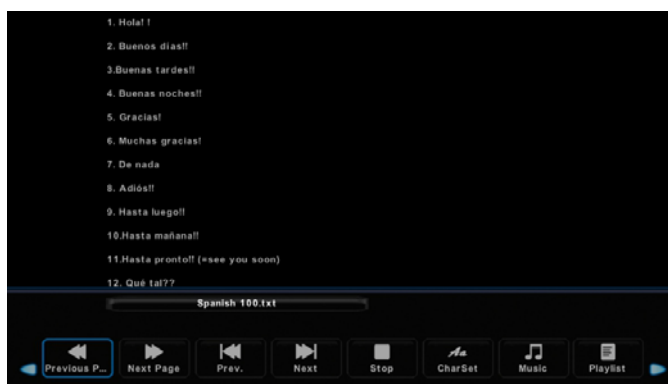 1. Hola! !
2. Buenos dias!!
3.Buenas tardes!!
4. Buenas noches!!
5. Gracias!
6. Muchas gracias!
7. De nada
8. Adiós!!
9. Hasta luego!!
10.Hasta mañana!!
11.Hasta pronto!! (=see you soon)
12. Qué tal??
Spanish 100.txt
Previous P... Next Page Prev. Next Stop Aa CharSet Music Playlist